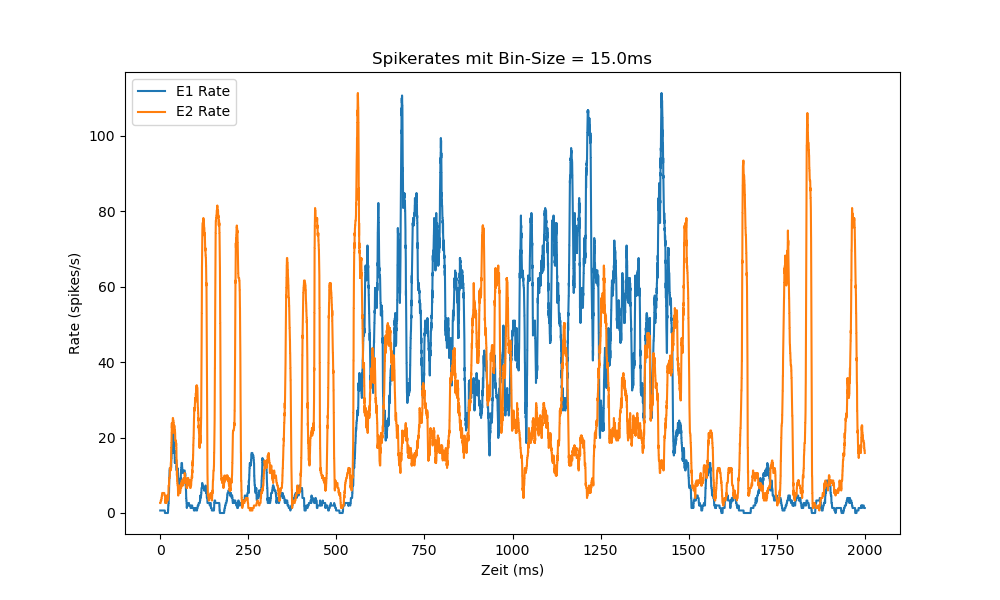 Spikerates mit Bin-Size = 15.0ms
E1 Rate
E2 Rate
Rate (spikes/s)
100
80
60
40
20
0
0 250 500 750 1000 1250 1500 1750 2000
Zeit (ms)